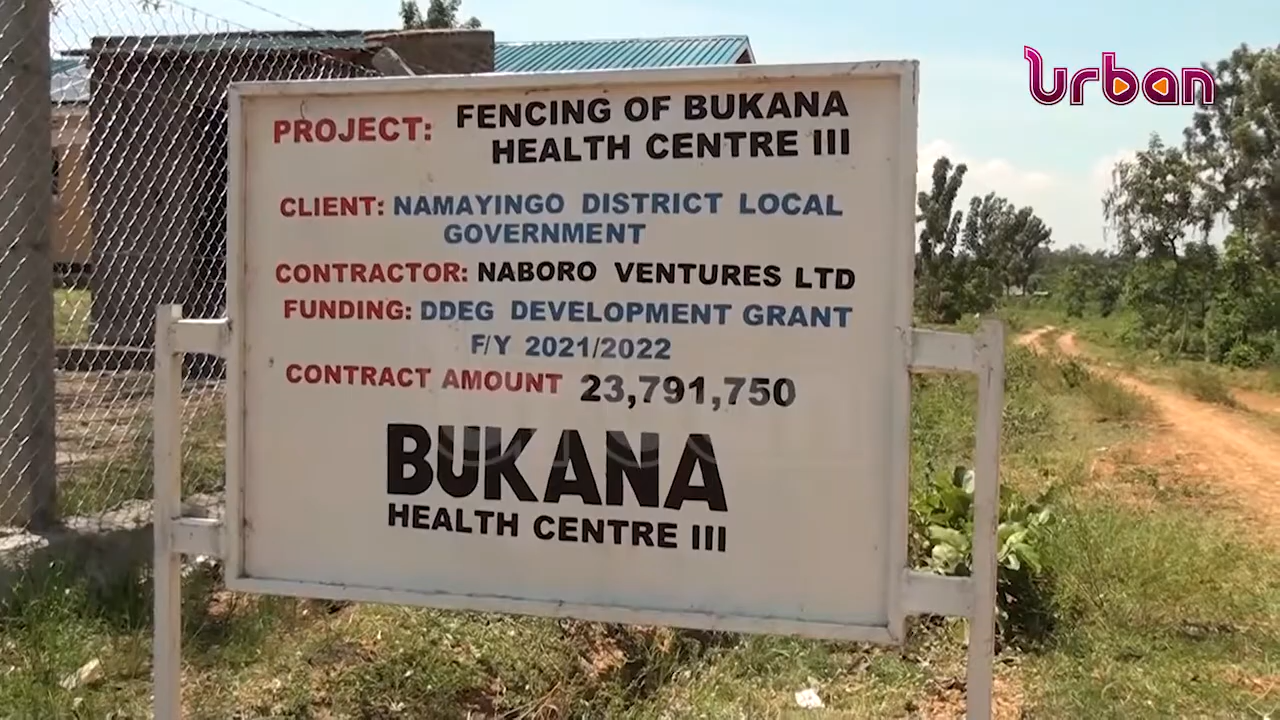 Urban
PROJECT: FENCING OF BUKANA
HEALTH CENTRE III
CLIENT: NAMAYINGO DISTRICT LOCAL
GOVERNMENT
CONTRACTOR: NABORO VENTURES LTD
FUNDING: DDEG DEVELOPMENT GRANT
F/Y 2021/2022
CONTRACT AMOUNT 23,791,750
BUKANA
HEALTH CENTRE III